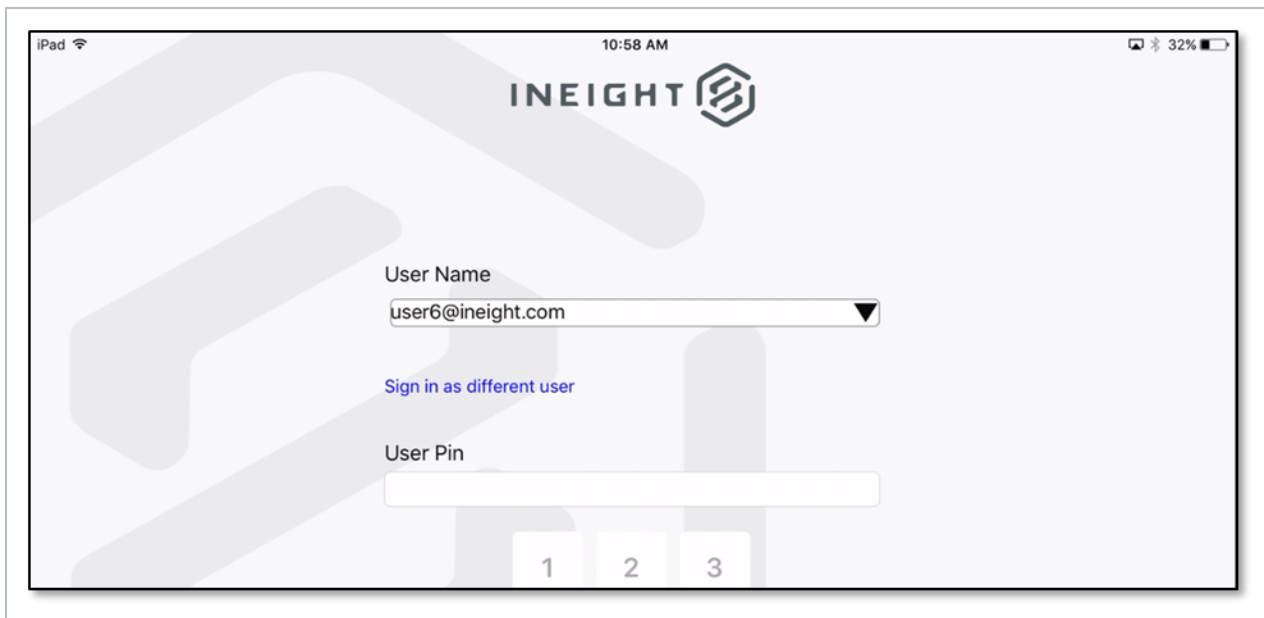 iPad 10:58 AM 32%
INEIGHT
User Name
user6@ineight.com
Sign in as different user
User Pin
1 2 3